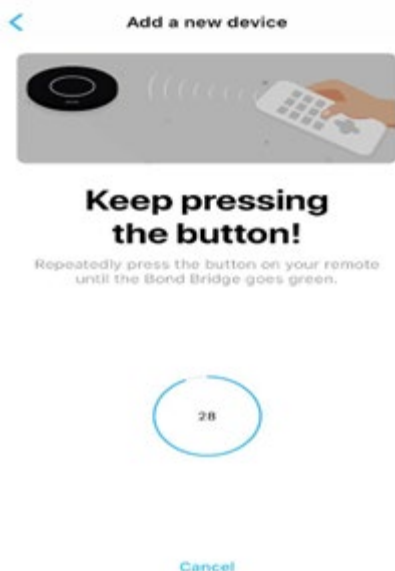 Add a new device
Keep pressing
the button!
Repeatedly press the button on your remote
until the Bond Bridge goes green.
28
Cancel